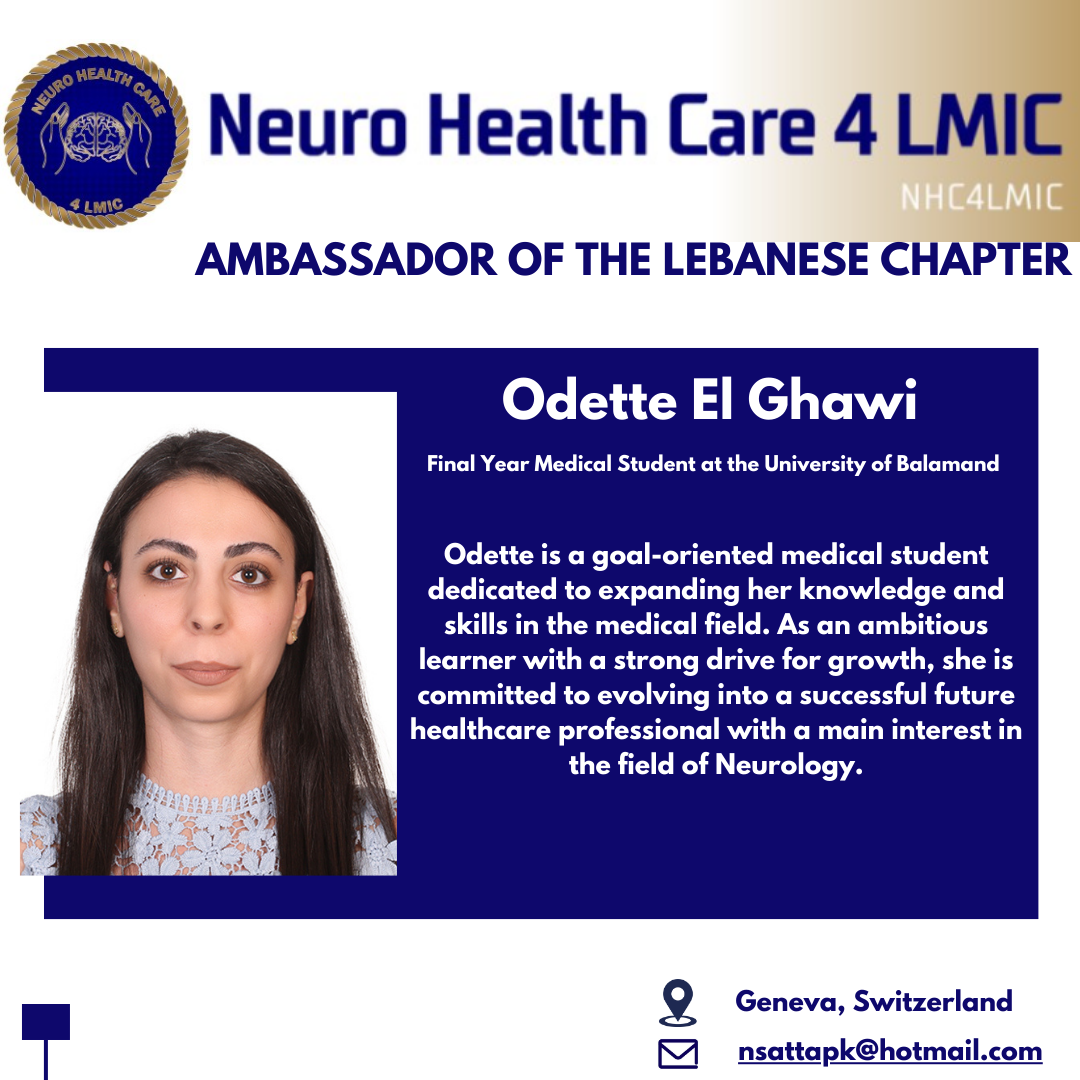 NEURO HEALTH CARE
4 LMIC
Neuro Health Care 4 LMIC
NHC4LMIC
AMBASSADOR OF THE LEBANESE CHAPTER
Odette El Ghawi
Final Year Medical Student at the University of Balamand
Odette is a goal-oriented medical student
dedicated to expanding her knowledge and
skills in the medical field. As an ambitious
learner with a strong drive for growth, she is
committed to evolving into a successful future
healthcare professional with a main interest in
the field of Neurology.
Geneva, Switzerland
nsattapk@hotmail.com